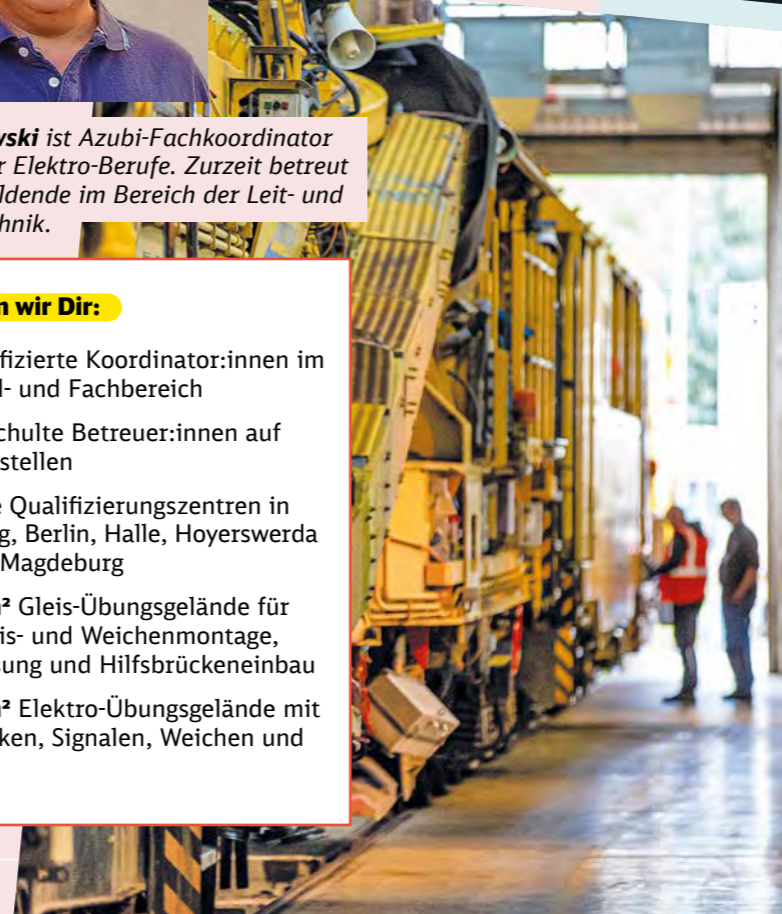 wski ist Azubi-Fachkoordinator
r Elektro-Berufe. Zurzeit betreut
ldende im Bereich der Leit- und
hnik.
n wir Dir:
fizierte Koordinator:innen im
l- und Fachbereich
chulte Betreuer:innen auf
stellen
e Qualifizierungszentren in
g, Berlin, Halle, Hoyerswerda
Magdeburg
² Gleis-Übungsgelände für
is- und Weichenmontage,
sung und Hilfsbrückeneinbau
² Elektro-Übungsgelände mit
ken, Signalen, Weichen und